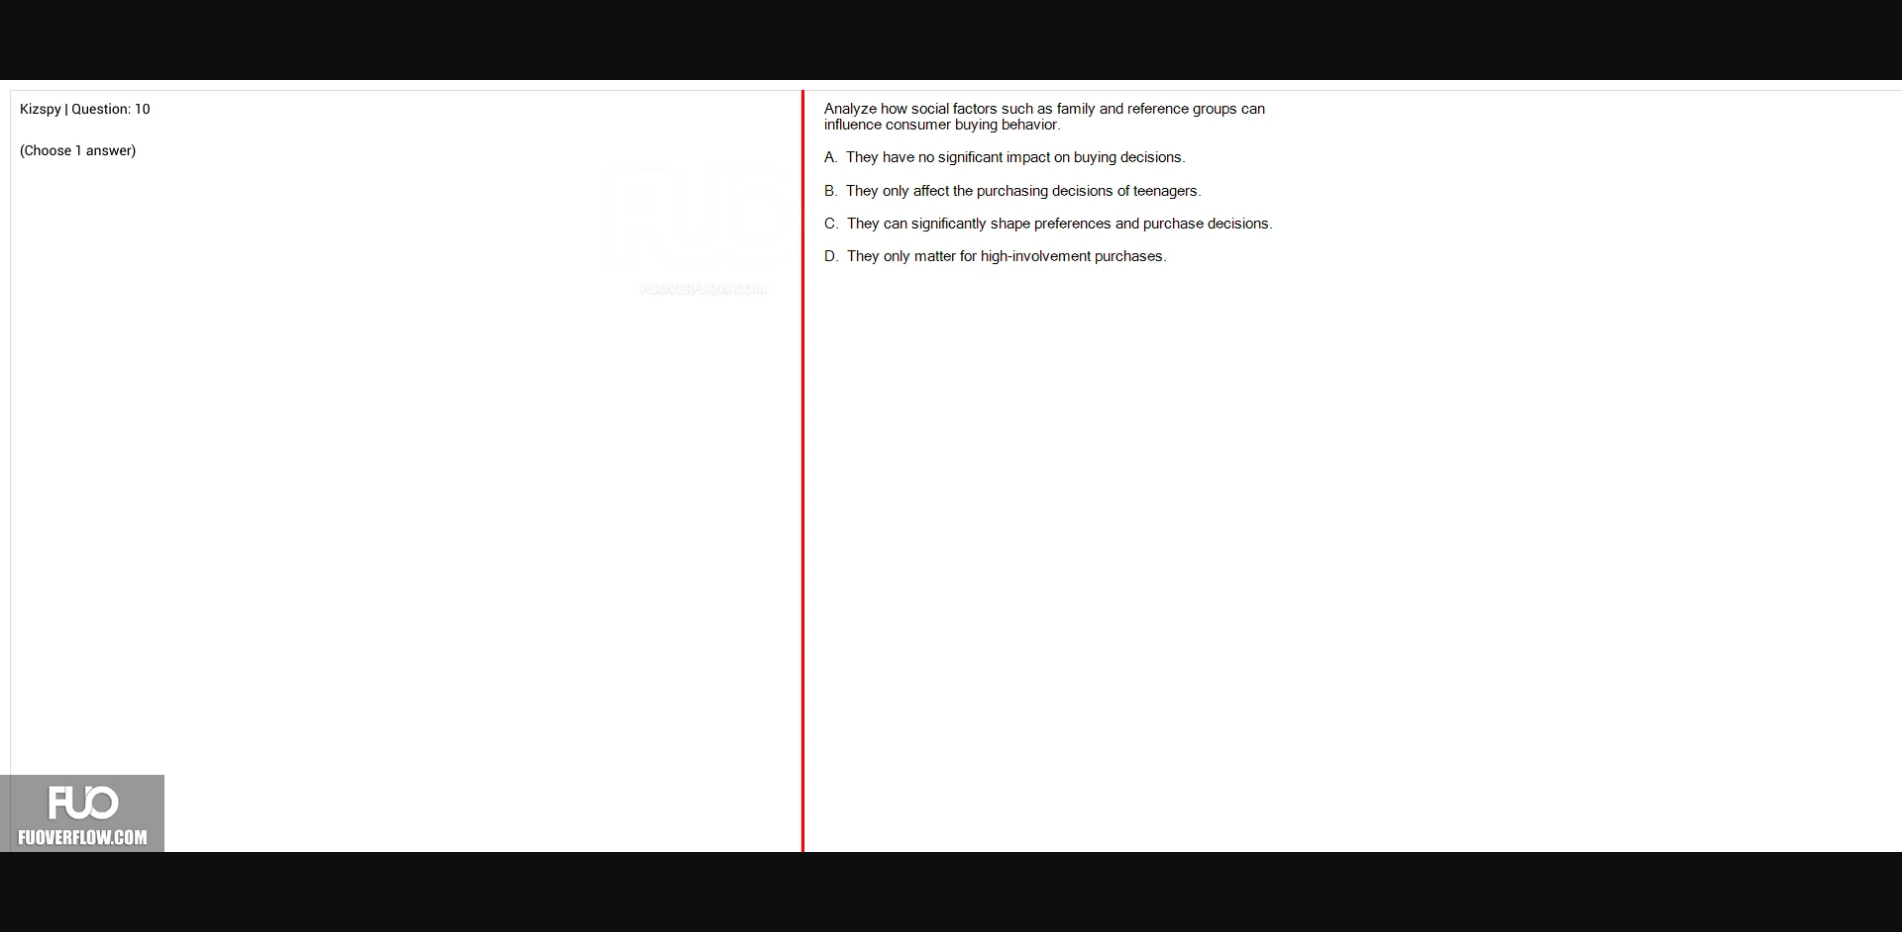 Kizspy | Question: 10
(Choose 1 answer)
FUOVERFLOW.COM
Analyze how social factors such as family and reference groups can
influence consumer buying behavior.
A. They have no significant impact on buying decisions.
B. They only affect the purchasing decisions of teenagers.
C. They can significantly shape preferences and purchase decisions.
D. They only matter for high-involvement purchases.
FUO
FUOVERFLOW.COM